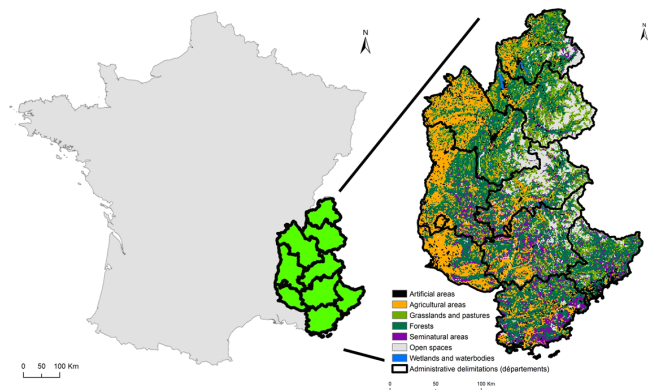 N
N
0 50 100 Km
Artificial areas
Agricultural areas
Grasslands and pastures
Forests
Seminatural areas
Open spaces
Wetlands and waterbodies
Administrative delimitations (départements)
0 50 100 Km